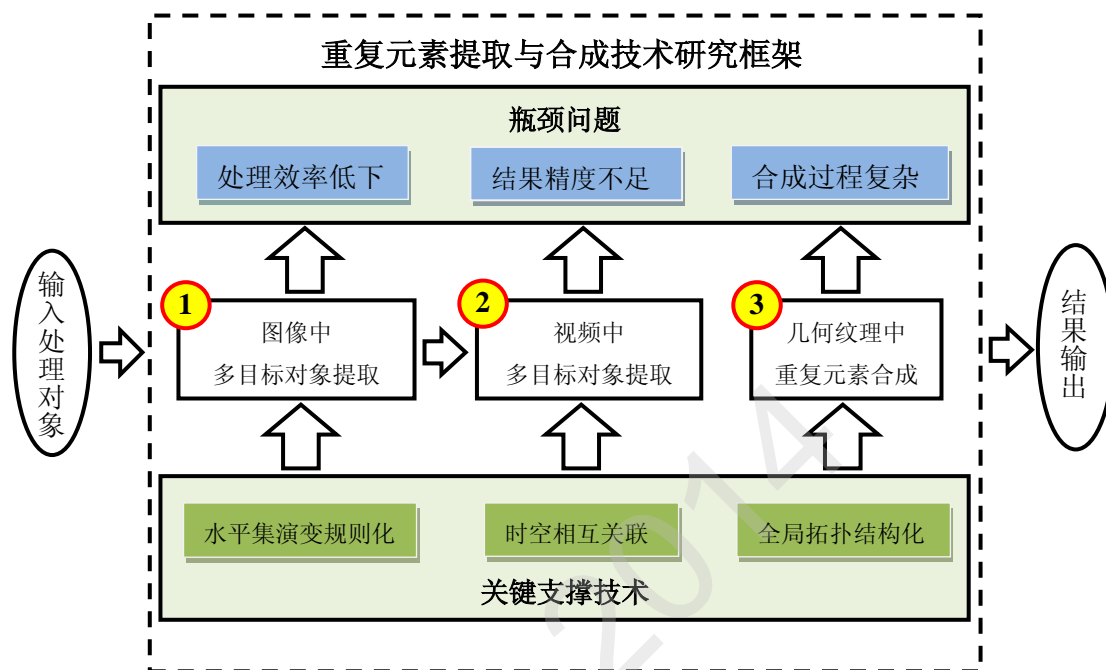 重复元素提取与合成技术研究框架
瓶颈问题
处理效率低下
结果精度不足
合成过程复杂
输入处理对象
1
图像中
多目标对象提取
2
视频中
多目标对象提取
3
几何纹理中
重复元素合成
结果输出
水平集演变规则化
时空相互关联
全局拓扑结构化
关键支撑技术
2014